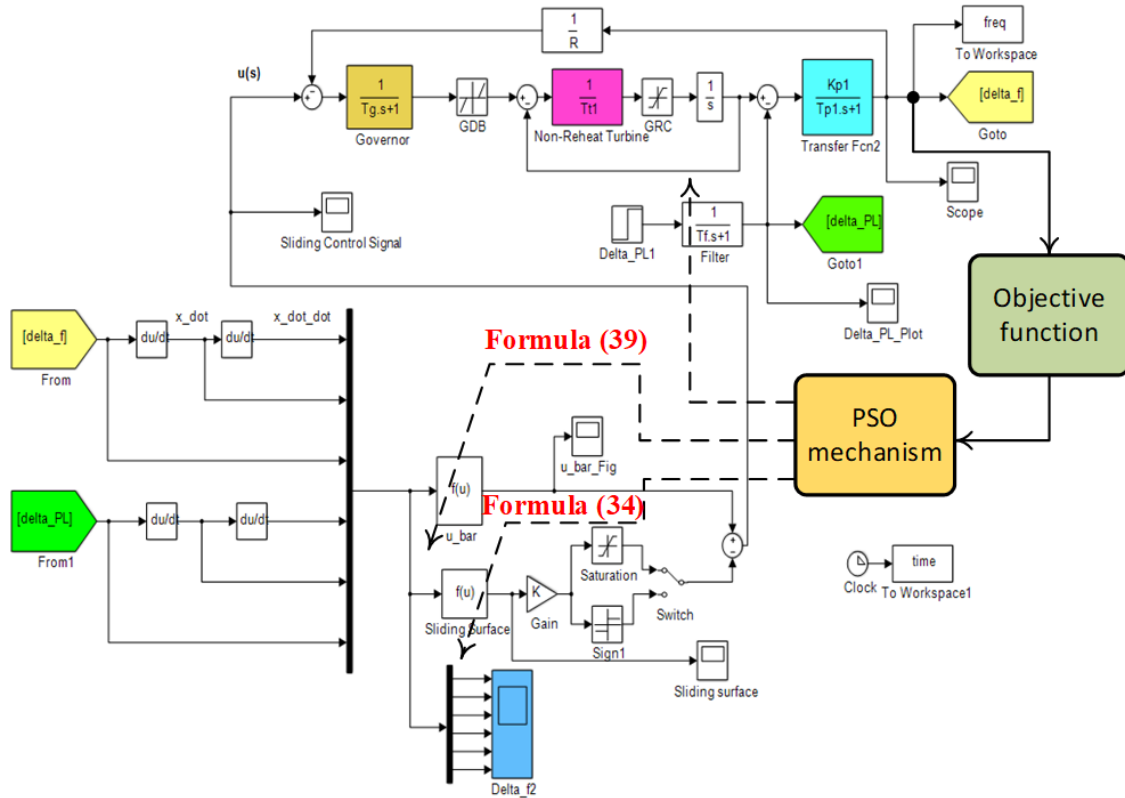 freq
To Workspace
1
R
u(s)
1
Tg.s+1
Governor
GDB
1
Tt1
Non-Reheat Turbine
GRC
1
s
Kp1
Tp1.s+1
Transfer Fcn2
[delta_f]
Goto
Scope
Sliding Control Signal
Delta_PL1
1
Tf.s+1
Filter
[delta_PL]
Goto1
Delta_PL_Plot
Objective
function
PSO
mechanism
Formula (39)
Formula (34)
[delta_f]
From
du/dt
x_dot
du/dt
x_dot_dot
[delta_PL]
From1
du/dt
du/dt
f(u)
u_bar
u_bar_Fig
f(u)
Sliding Surface
K
Gain
Saturation
Sign1
Switch
Sliding surface
Clock
time
To Workspace1
Delta_f2